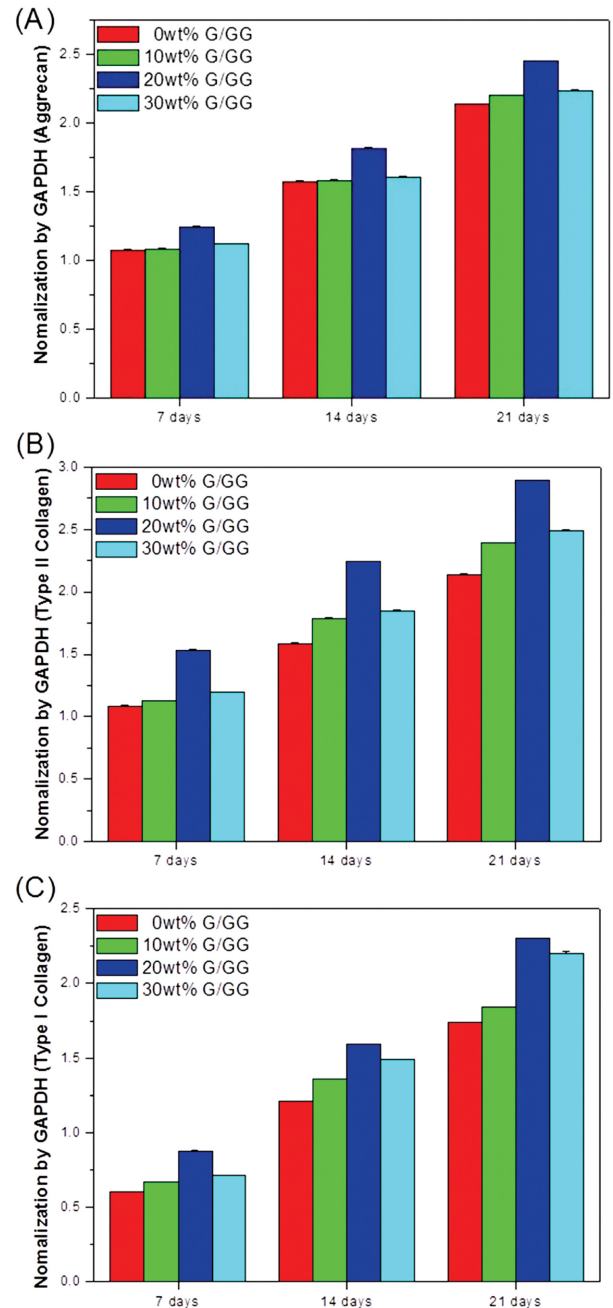 (A)
0wt% G/GG
10wt% G/GG
20wt% G/GG
30wt% G/GG
Nomalization by GAPDH (Aggrecan)
2.5
2.0
1.5
1.0
0.5
0.0
7 days 14 days 21 days
(B)
0wt% G/GG
10wt% G/GG
20wt% G/GG
30wt% G/GG
Nomalization by GAPDH (Type II Collagen)
3.0
2.5
2.0
1.5
1.0
0.5
0.0
7 days 14 days 21 days
(C)
0wt% G/GG
10wt% G/GG
20wt% G/GG
30wt% G/GG
Nomalization by GAPDH (Type I Collagen)
2.5
2.0
1.5
1.0
0.5
0.0
7 days 14 days 21 days